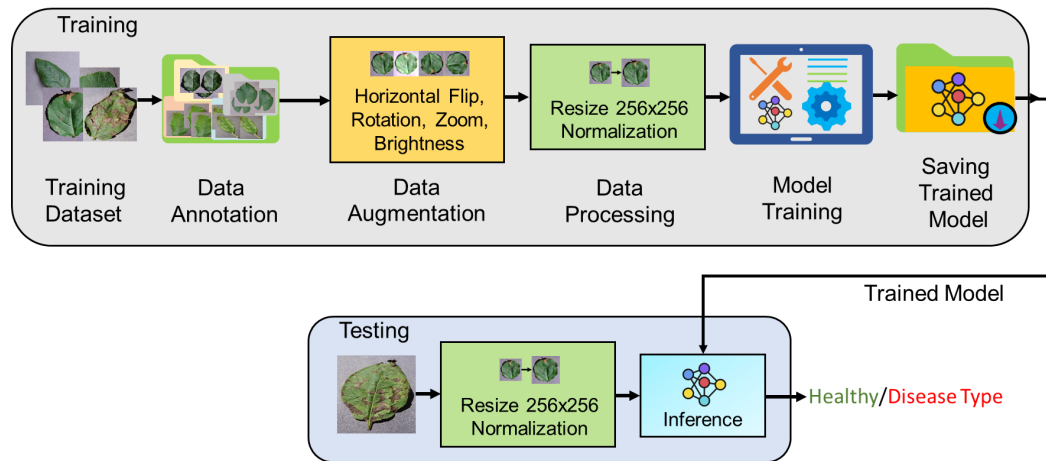 Training
Horizontal Flip,
Rotation, Zoom,
Brightness
Resize 256x256
Normalization
Training
Dataset
Data
Annotation
Data
Augmentation
Data
Processing
Model
Training
Saving
Trained
Model
Trained Model
Testing
Resize 256x256
Normalization
Inference
Healthy/Disease Type